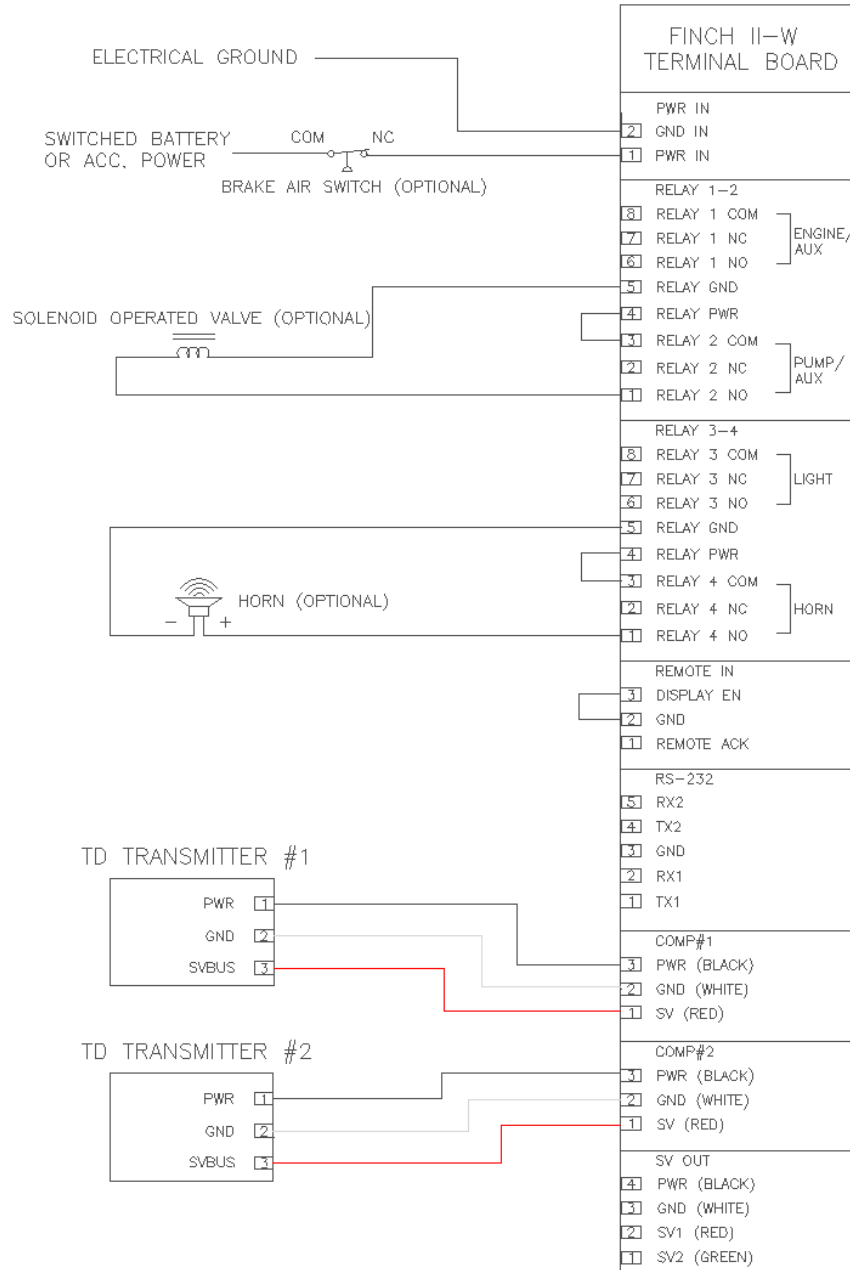 FINCH II-W
TERMINAL BOARD
ELECTRICAL GROUND
SWITCHED BATTERY
OR ACC. POWER
COM
NC
BRAKE AIR SWITCH (OPTIONAL)
PWR IN
2 GND IN
1 PWR IN
RELAY 1-2
8 RELAY 1 COM
7 RELAY 1 NC
6 RELAY 1 NO
ENGINE/
AUX
5 RELAY GND
4 RELAY PWR
3 RELAY 2 COM
2 RELAY 2 NC
1 RELAY 2 NO
PUMP/
AUX
SOLENOID OPERATED VALVE (OPTIONAL)
RELAY 3-4
8 RELAY 3 COM
7 RELAY 3 NC
6 RELAY 3 NO
LIGHT
5 RELAY GND
4 RELAY PWR
3 RELAY 4 COM
2 RELAY 4 NC
1 RELAY 4 NO
HORN
HORN (OPTIONAL)
- +
REMOTE IN
3 DISPLAY EN
2 GND
1 REMOTE ACK
RS-232
5 RX2
4 TX2
3 GND
2 RX1
1 TX1
TD TRANSMITTER #1
PWR 1
GND 2
SVBUS 3
COMP#1
3 PWR (BLACK)
2 GND (WHITE)
1 SV (RED)
TD TRANSMITTER #2
PWR 1
GND 2
SVBUS 3
COMP#2
3 PWR (BLACK)
2 GND (WHITE)
1 SV (RED)
SV OUT
4 PWR (BLACK)
3 GND (WHITE)
2 SV1 (RED)
1 SV2 (GREEN)